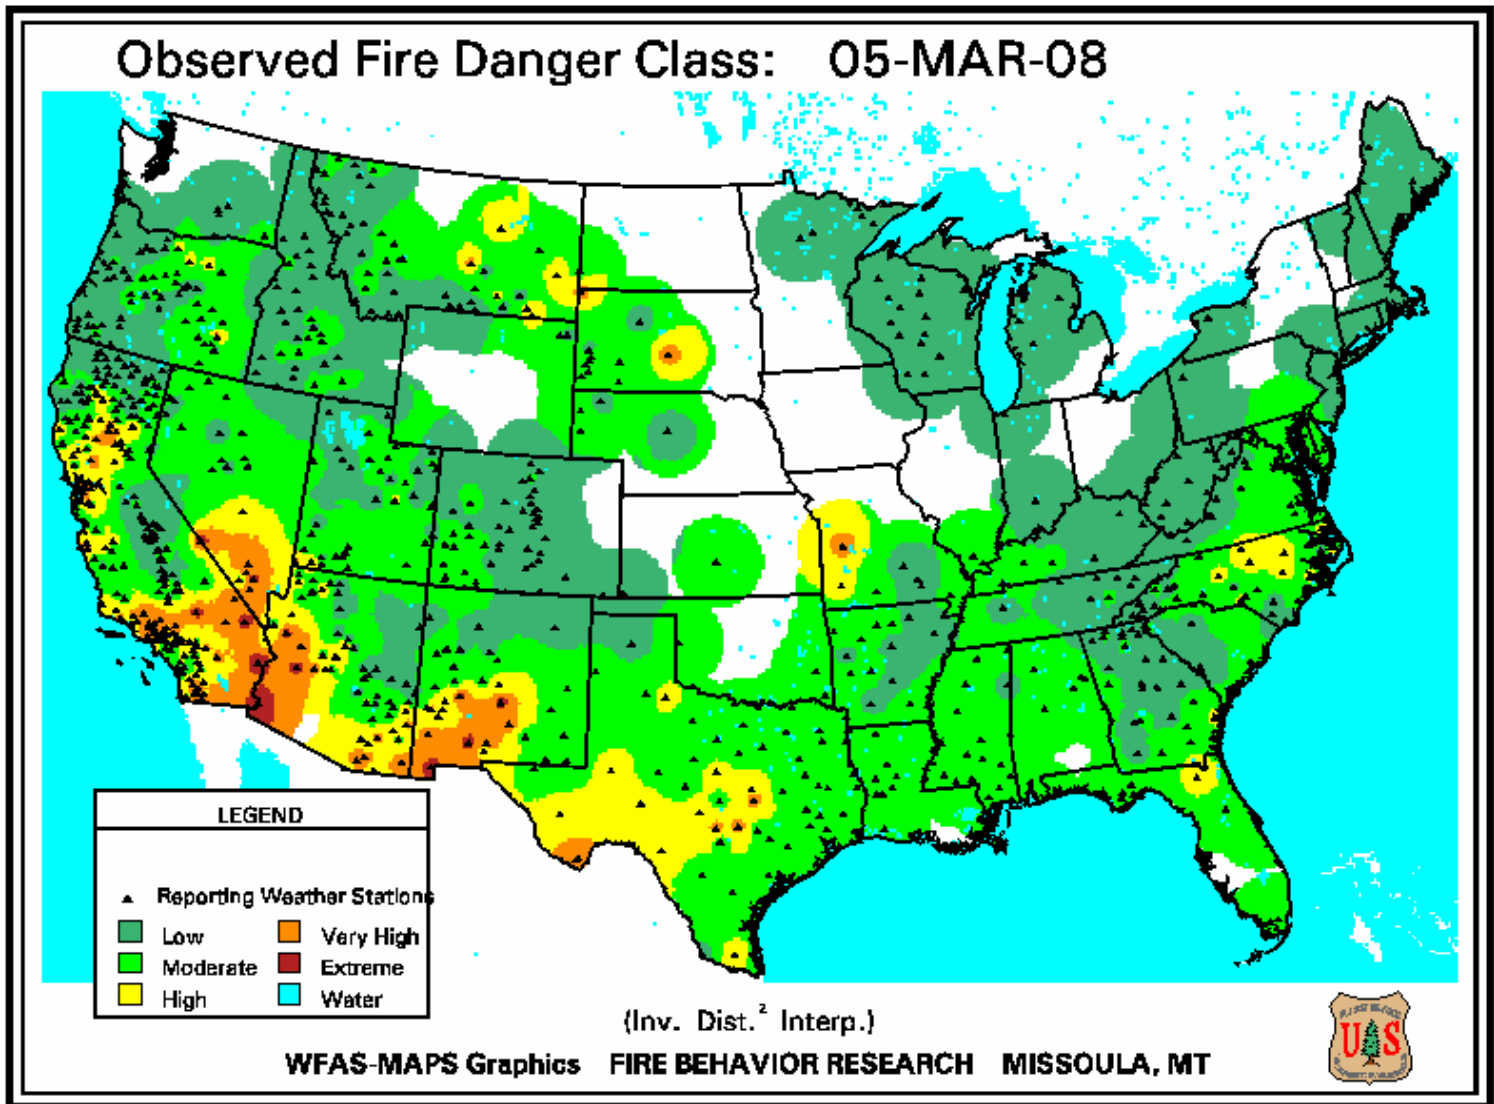 Observed Fire Danger Class: 05-MAR-08
LEGEND
Reporting Weather Stations
Low
Very High
Moderate
Extreme
High
Water
(Inv. Dist.² Interp.)
WFAS-MAPS Graphics FIRE BEHAVIOR RESEARCH MISSOULA, MT
US